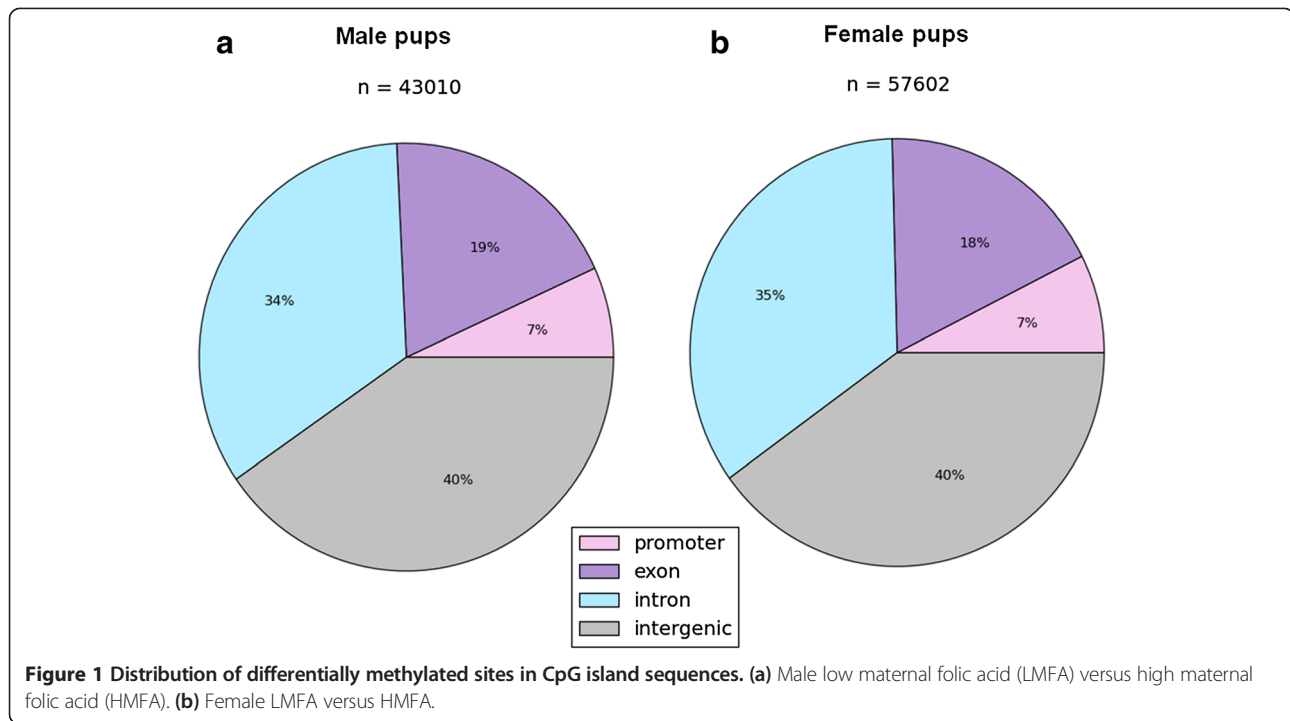 a Male pups
n = 43010
19%
34%
7%
40%
b Female pups
n = 57602
18%
35%
7%
40%
promoter
exon
intron
intergenic
Figure 1 Distribution of differentially methylated sites in CpG island sequences. (a) Male low maternal folic acid (LMFA) versus high maternal
folic acid (HMFA). (b) Female LMFA versus HMFA.